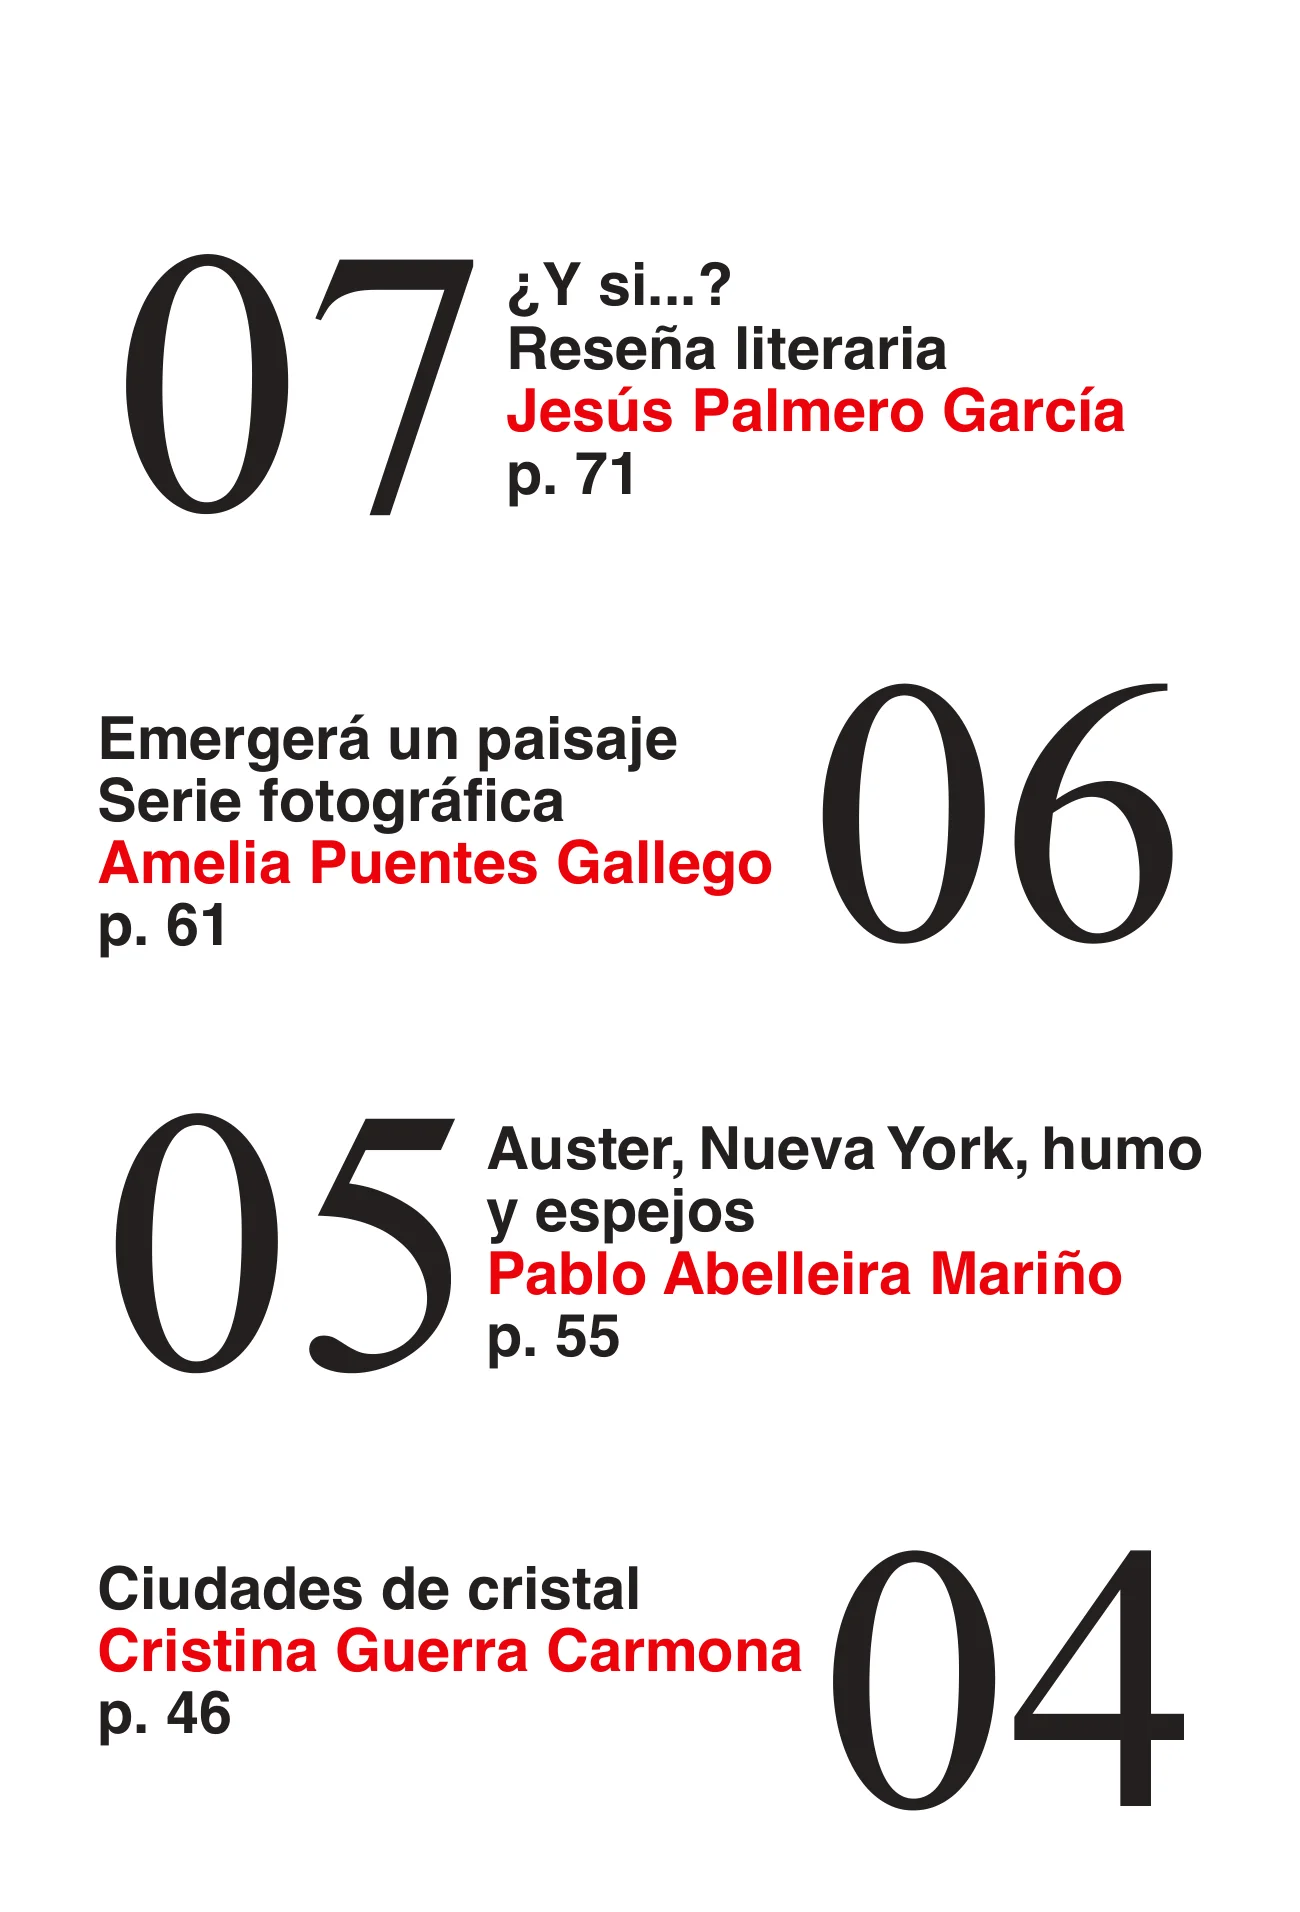 07
¿Y si...?
Reseña literaria
Jesús Palmero García
p. 71
Emergerá un paisaje
Serie fotográfica
Amelia Puentes Gallego
p. 61
06
05
Auster, Nueva York, humo
y espejos
Pablo Abelleira Mariño
p. 55
Ciudades de cristal
Cristina Guerra Carmona
p. 46
04